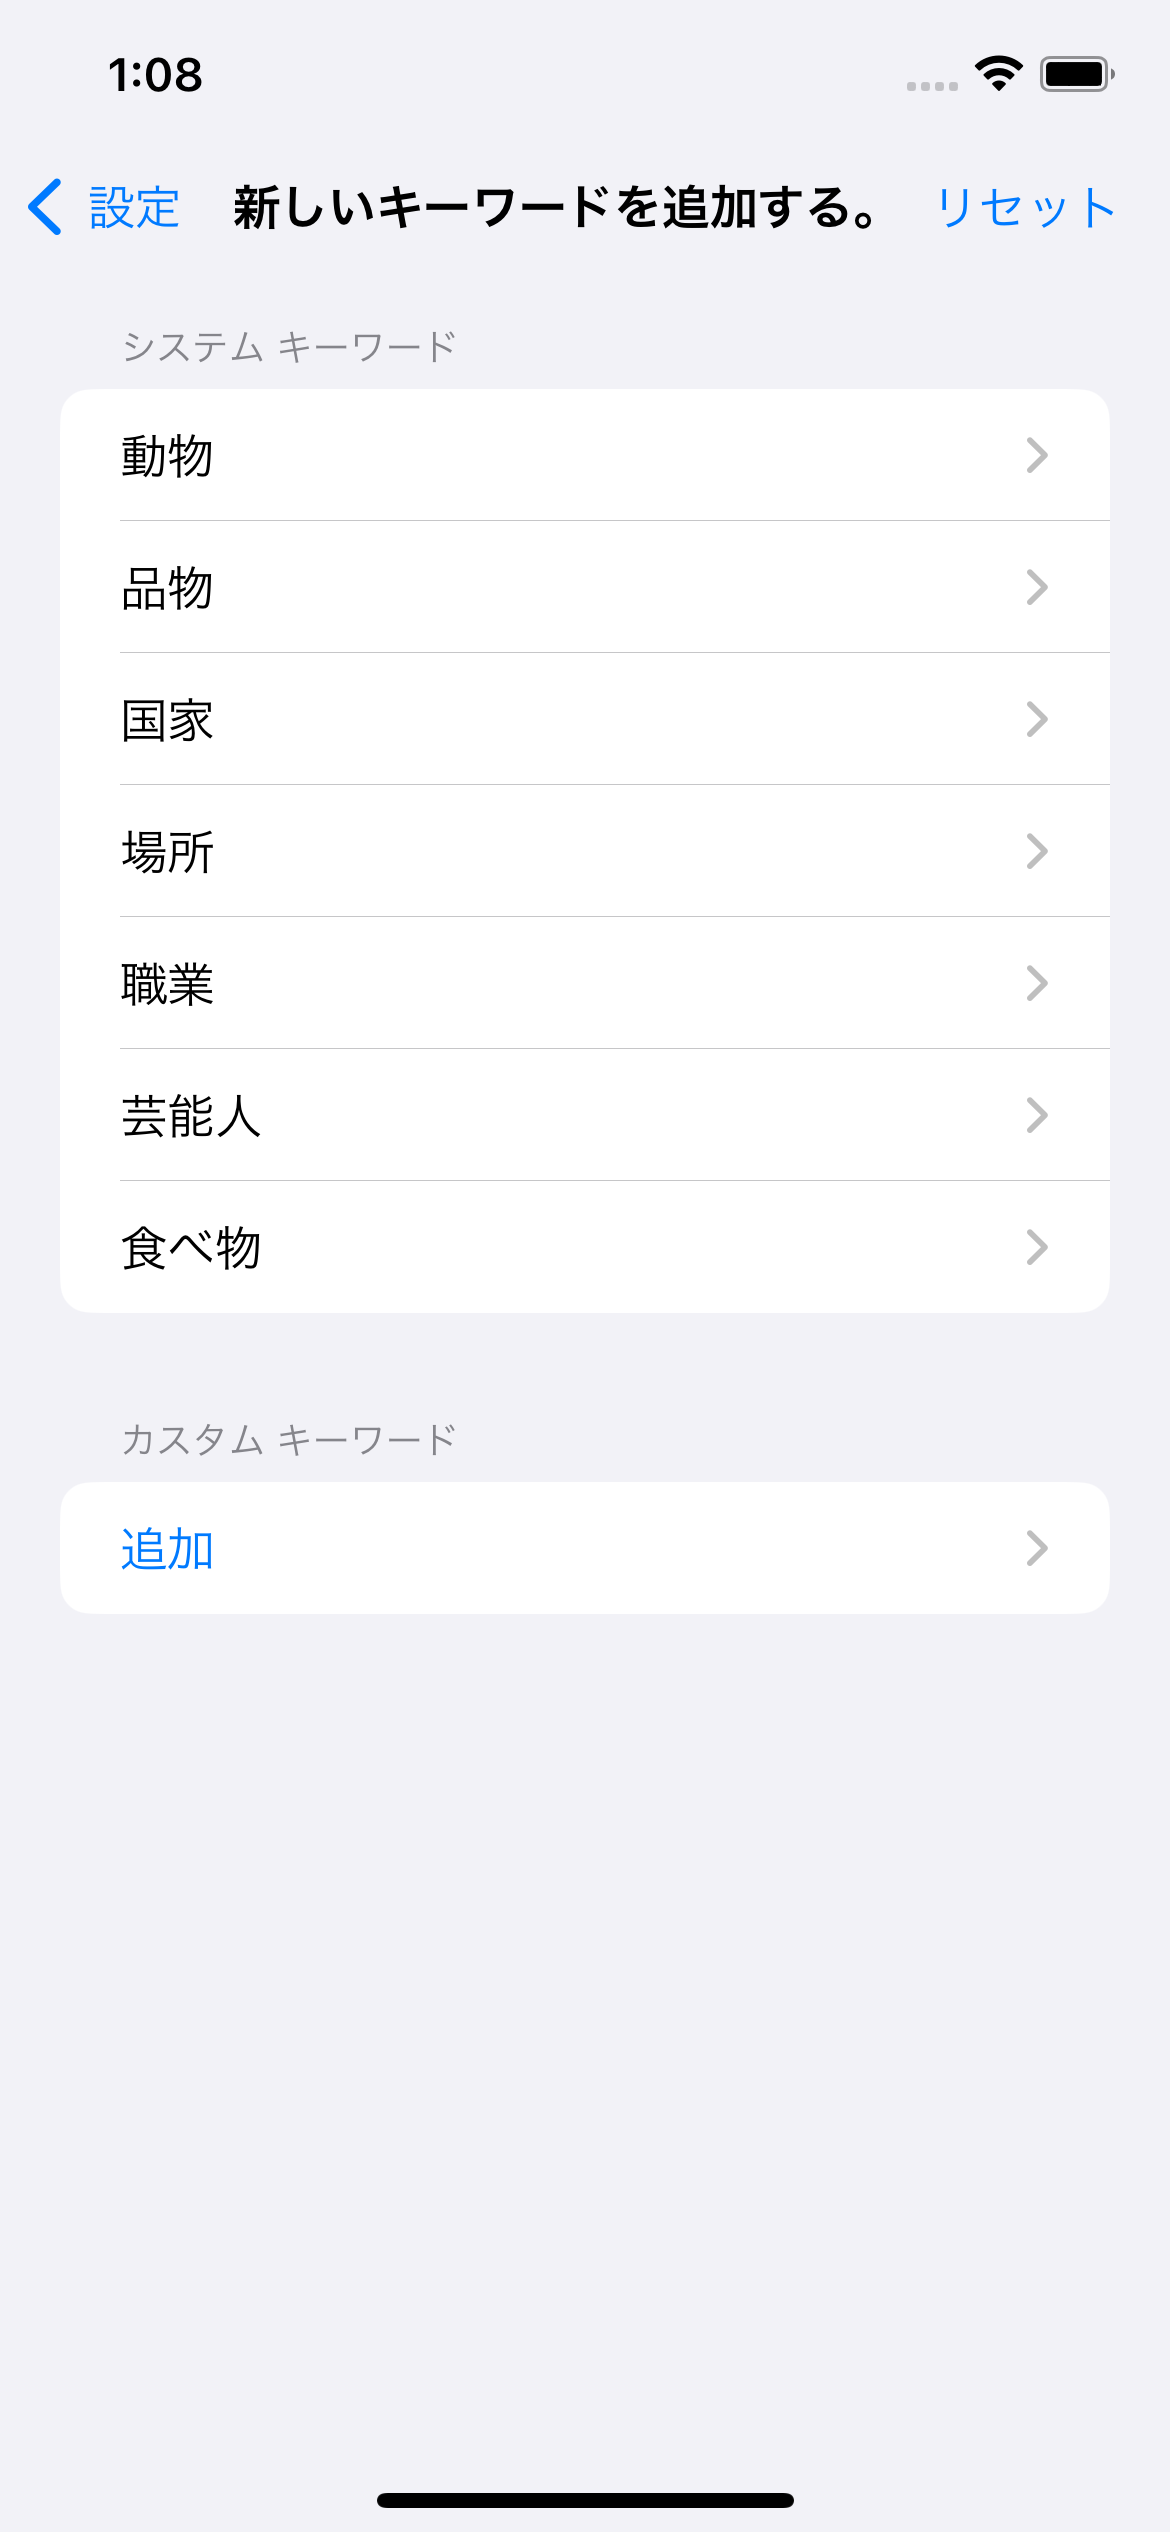 1:08
設定 新しいキーワードを追加する。 リセット
システム キーワード
動物
品物
国家
場所
職業
芸能人
食べ物
カスタム キーワード
追加